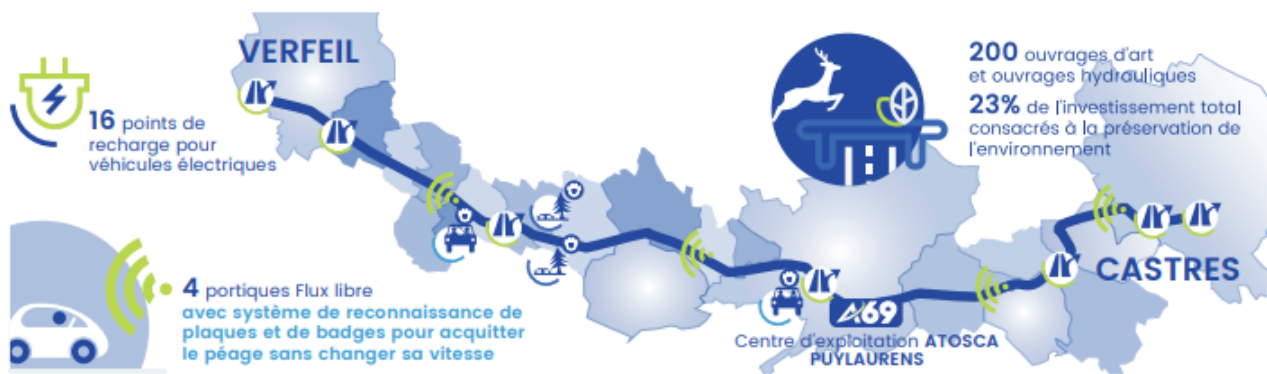 VERFEIL
16 points de
recharge pour
véhicules électriques
200 ouvrages d'art
et ouvrages hydrauliques
23% de l'investissement total
consacrés à la préservation de
l'environnement
4 portiques Flux libre
avec système de reconnaissance de
plaques et de badges pour acquitter
le péage sans changer sa vitesse
CASTRES
A69
Centre d'exploitation ATOSCA
PUYLAURENS